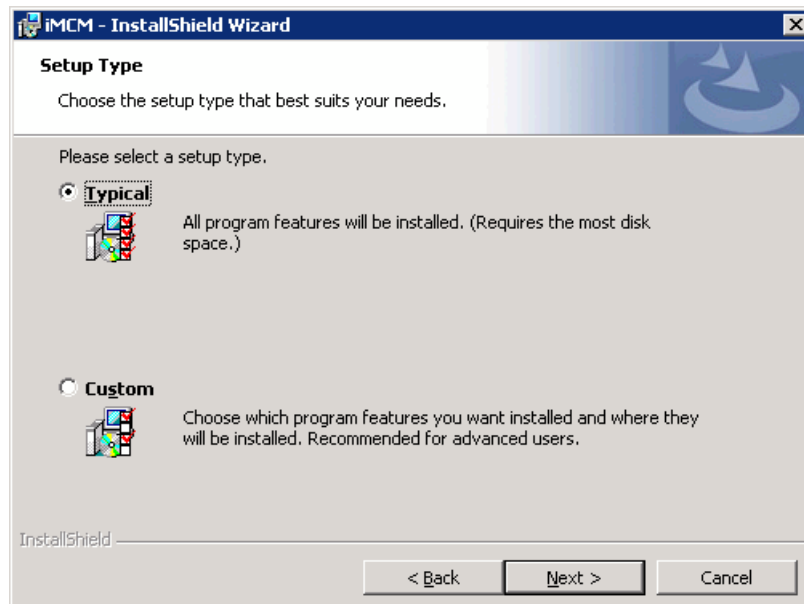 iMCM - InstallShield Wizard
Setup Type
Choose the setup type that best suits your needs.
Please select a setup type.
Typical
All program features will be installed. (Requires the most disk
space.)
Custom
Choose which program features you want installed and where they
will be installed. Recommended for advanced users.
InstallShield
< Back
Next >
Cancel